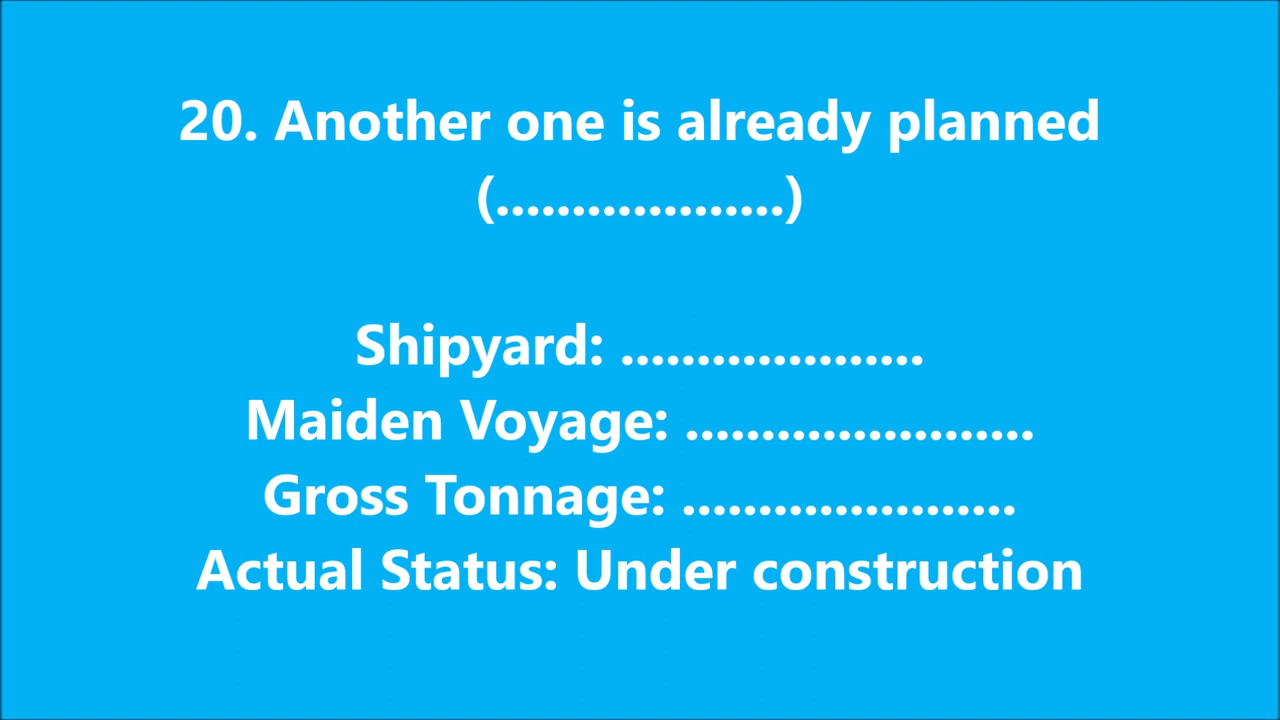 20. Another one is already planned
(...................)
Shipyard: ....................
Maiden Voyage: .......................
Gross Tonnage: ......................
Actual Status: Under construction